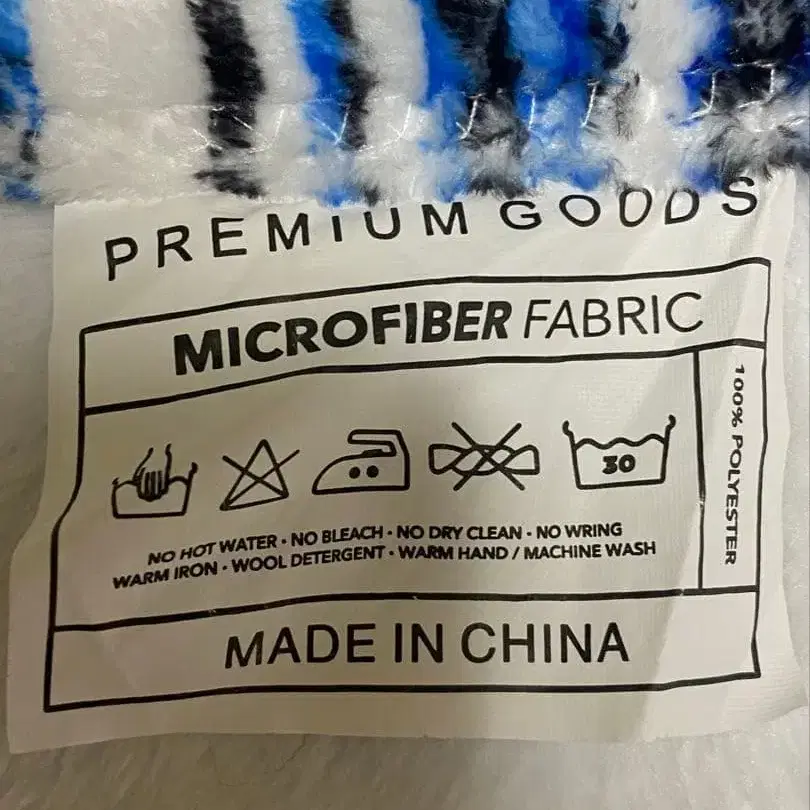 PREMIUM GOODS
MICROFIBER FABRIC
100% POLYESTER
30
NO HOT WATER · NO BLEACH · NO DRY CLEAN · NO WRING
WARM IRON · WOOL DETERGENT · WARM HAND / MACHINE WASH
MADE IN CHINA